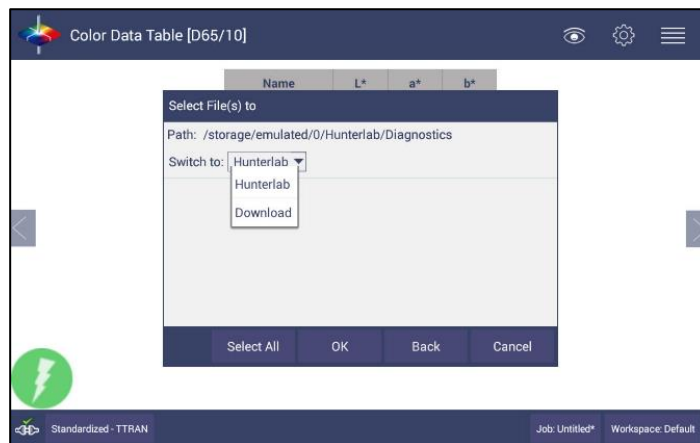 Color Data Table [D65/10]
Name L* a* b*
Select File(s) to
Path: /storage/emulated/0/Hunterlab/Diagnostics
Switch to: Hunterlab
Hunterlab
Download
Select All OK Back Cancel
Standardized - TTRAN Job: Untitled* Workspace: Default